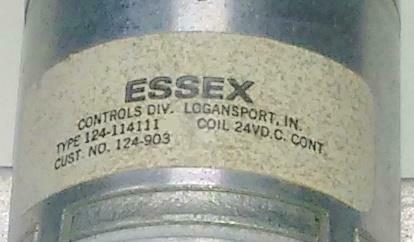 ESSEX
CONTROLS DIV. LOGANSPORT, IN.
TYPE 124-114111 COIL 24VD.C. CONT.
CUST. NO. 124-903